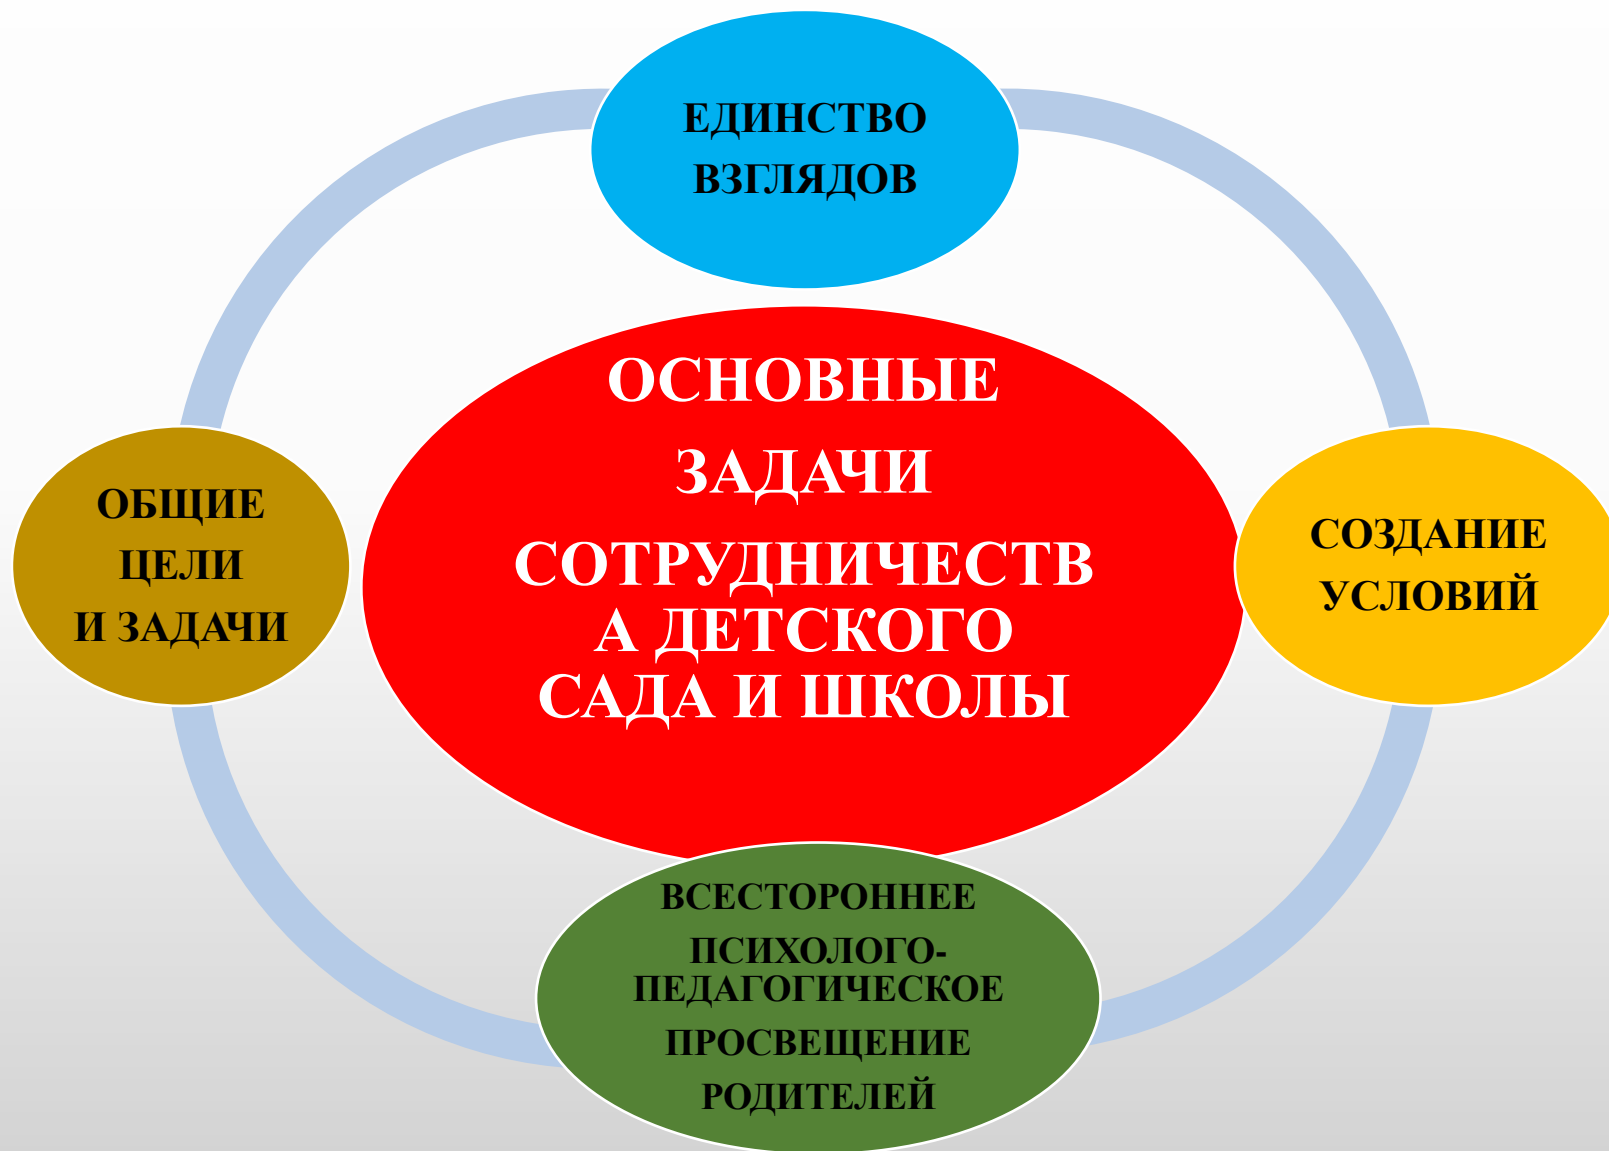 ЕДИНСТВО
ВЗГЛЯДОВ
ОСНОВНЫЕ
ЗАДАЧИ
СОТРУДНИЧЕСТВ
А ДЕТСКОГО
САДА И ШКОЛЫ
ОБЩИЕ
ЦЕЛИ
И ЗАДАЧИ
СОЗДАНИЕ
УСЛОВИЙ
ВСЕСТОРОННЕЕ
ПСИХОЛОГО-
ПЕДАГОГИЧЕСКОЕ
ПРОСВЕЩЕНИЕ
РОДИТЕЛЕЙ